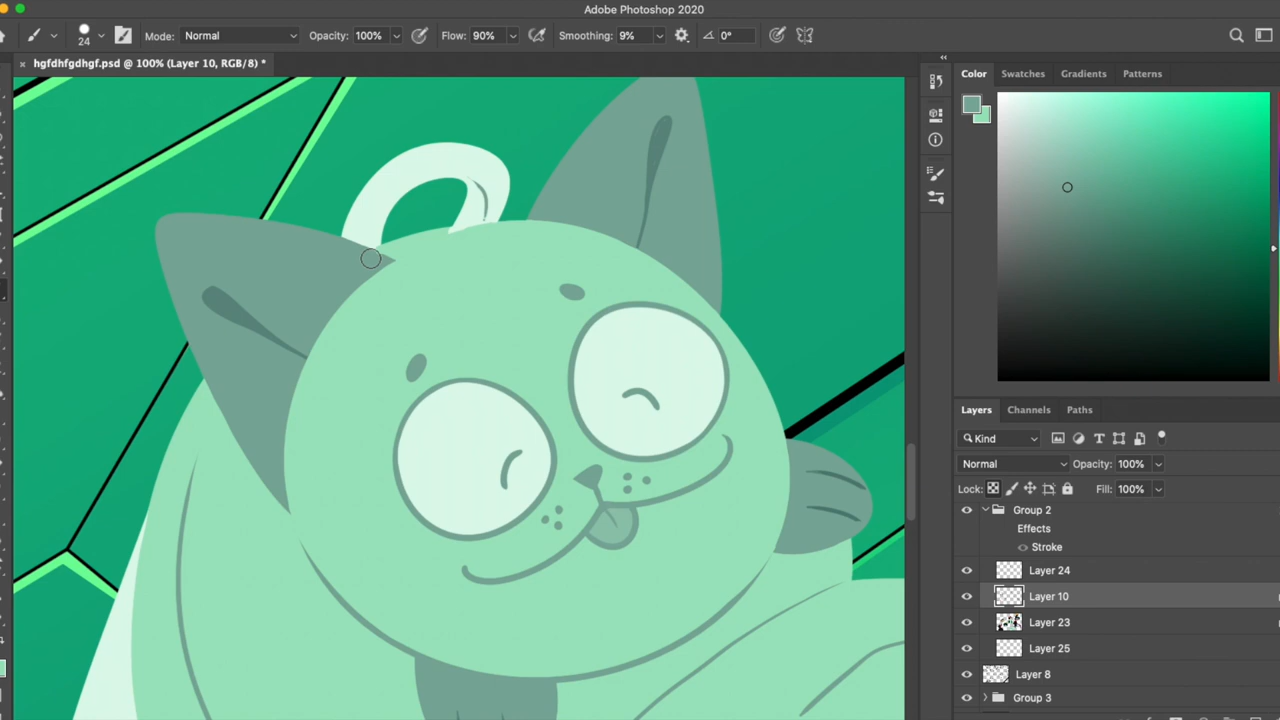 Adobe Photoshop 2020
24 Mode: Normal Opacity: 100% Flow: 90% Smoothing: 9% 0°
× hgfdhfgdhgf.psd @ 100% (Layer 10, RGB/8) *
Color Swatches Gradients Patterns
Layers Channels Paths
Kind
Normal Opacity: 100%
Lock: Fill: 100%
Group 2
Effects
Stroke
Layer 24
Layer 10
Layer 23
Layer 25
Layer 8
Group 3